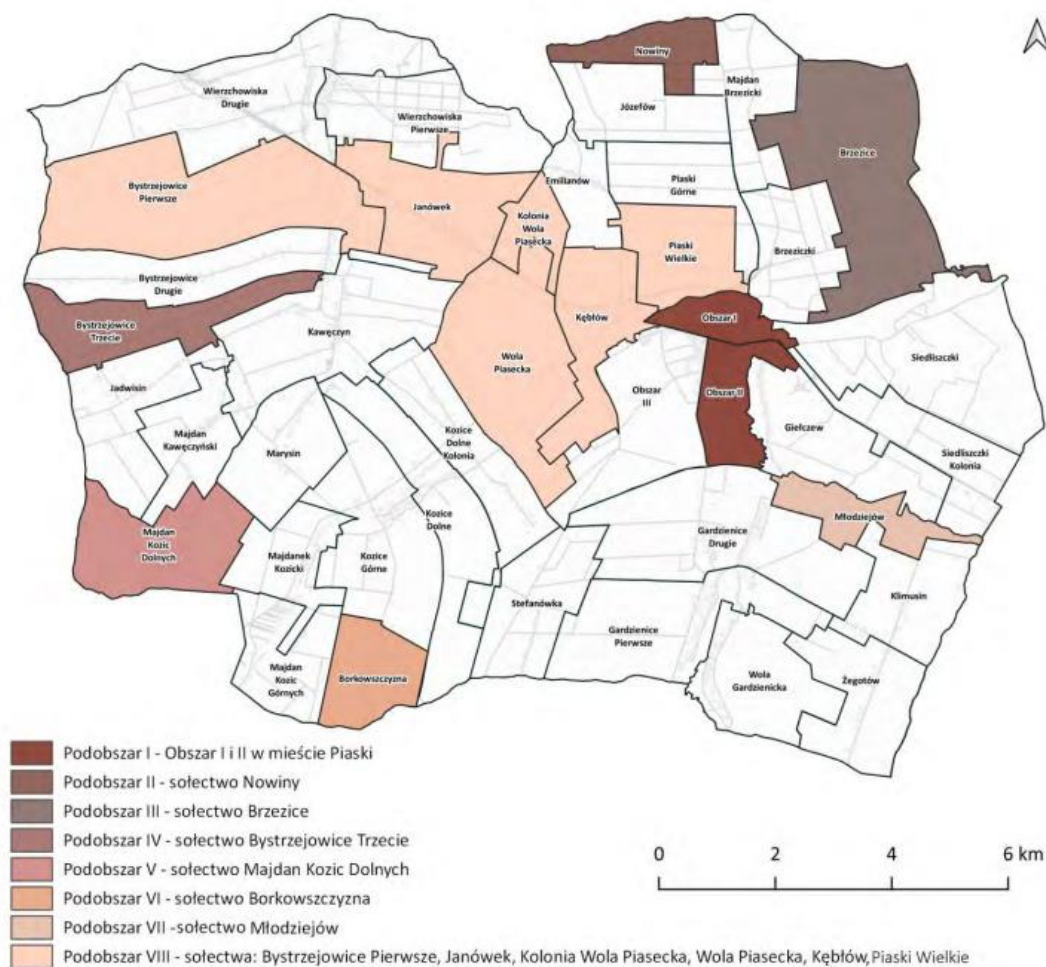 Nowiny
Wierzchowiska
Drugie
Majdan
Brzezicki
Józefów
Wierzchowiska
Pierwsze
Brzezice
Bystrzejowice
Pierwsze
Janówek
Emilianów
Piaski
Górne
Kolonia
Wola
Piasecka
Piaski
Wielkie
Brzeziczki
Bystrzejowice
Drugie
Kębłów
Obszar I
Bystrzejowice
Trzecie
Kawęczyn
Wola
Piasecka
Siedliszczki
Jadwisin
Obszar
III
Obszar II
Giełczew
Majdan
Kawęczyński
Marysin
Kozice
Dolne
Kolonia
Siedliszczki
Kolonia
Majdan
Kozic
Dolnych
Kozice
Dolne
Młodziejów
Gardzienice
Drugie
Majdanek
Kozicki
Kozice
Górne
Stefanówka
Klimusin
Gardzienice
Pierwsze
Majdan
Kozic
Górnych
Borkowszczyzna
Wola
Gardzienicka
Żegotów
Podobszar I - Obszar I i II w mieście Piaski
Podobszar II - sołectwo Nowiny
Podobszar III - sołectwo Brzezice
Podobszar IV - sołectwo Bystrzejowice Trzecie
Podobszar V - sołectwo Majdan Kozic Dolnych
Podobszar VI - sołectwo Borkowszczyzna
Podobszar VII -sołectwo Młodziejów
Podobszar VIII - sołectwa: Bystrzejowice Pierwsze, Janówek, Kolonia Wola Piasecka, Wola Piasecka, Kębłów, Piaski Wielkie
0 2 4 6 km